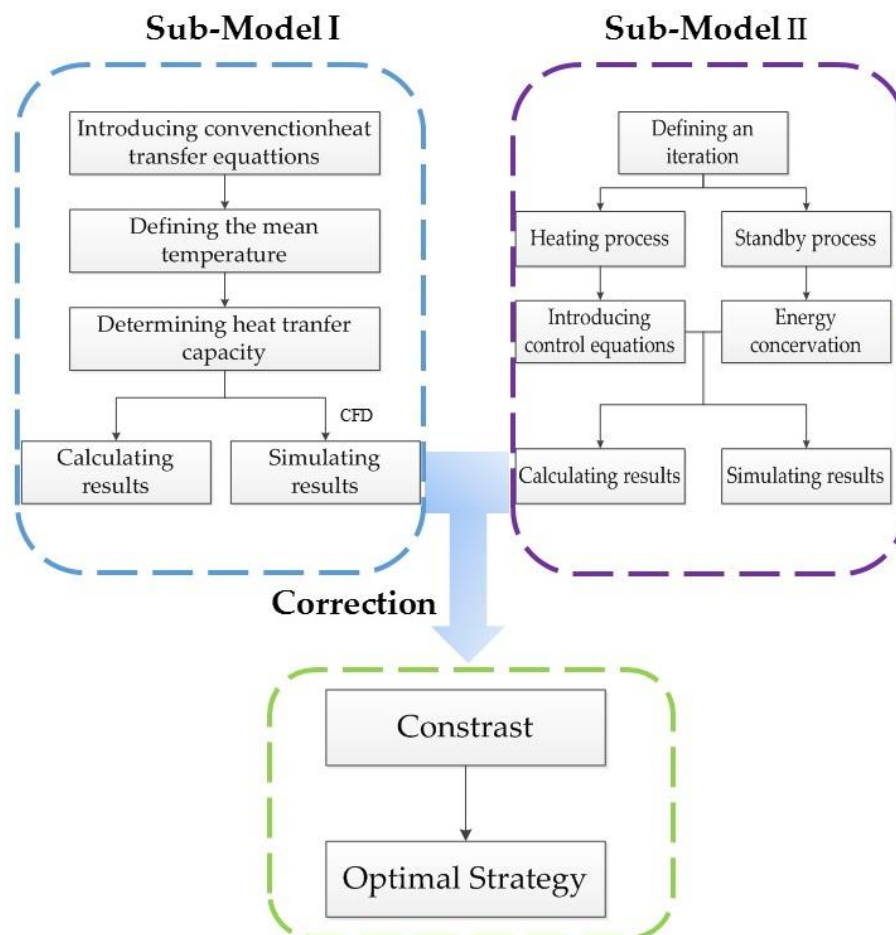 Sub-Model I
Introducing convenctionheat
transfer equattions
Defining the mean
temperature
Determining heat tranfer
capacity
CFD
Calculating
results
Simulating
results
Sub-Model II
Defining an
iteration
Heating process
Standby process
Introducing
control equations
Energy
concervation
Calculating results
Simulating results
Correction
Constrast
Optimal Strategy